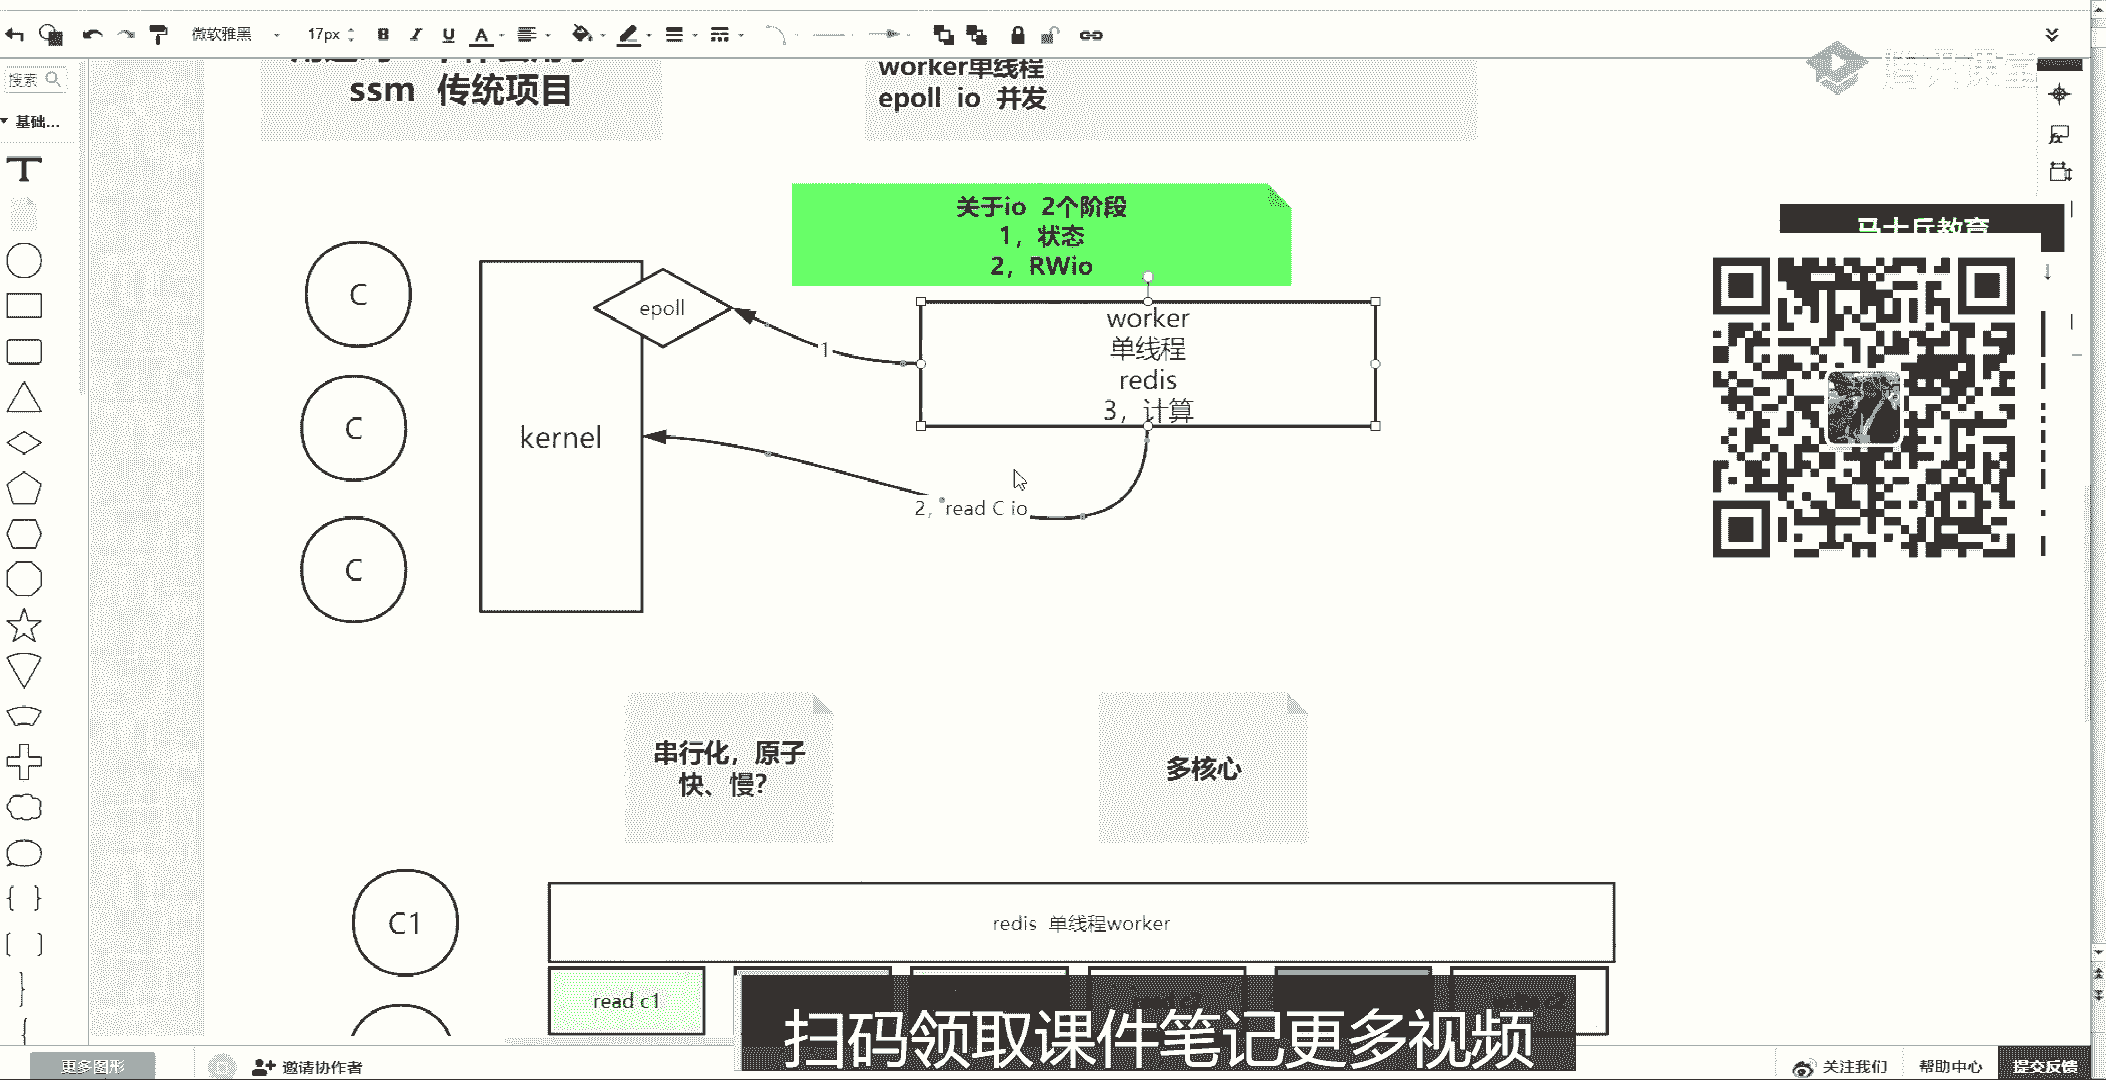 微软雅黑
17px
B
I
U
A
搜索
基础...
T
ssm 传统项目
worker单线程
epoll io 并发
腾讯课堂
关于io 2个阶段
1，状态
2，RWio
马士兵教育
C
C
C
kernel
epoll
1
worker
单线程
redis
3，计算
2，read C io
串行化，原子
快、慢？
多核心
C1
redis 单线程worker
read c1
扫码领取课件笔记更多视频
更多图形
邀请协作者
关注我们
帮助中心
提交反馈